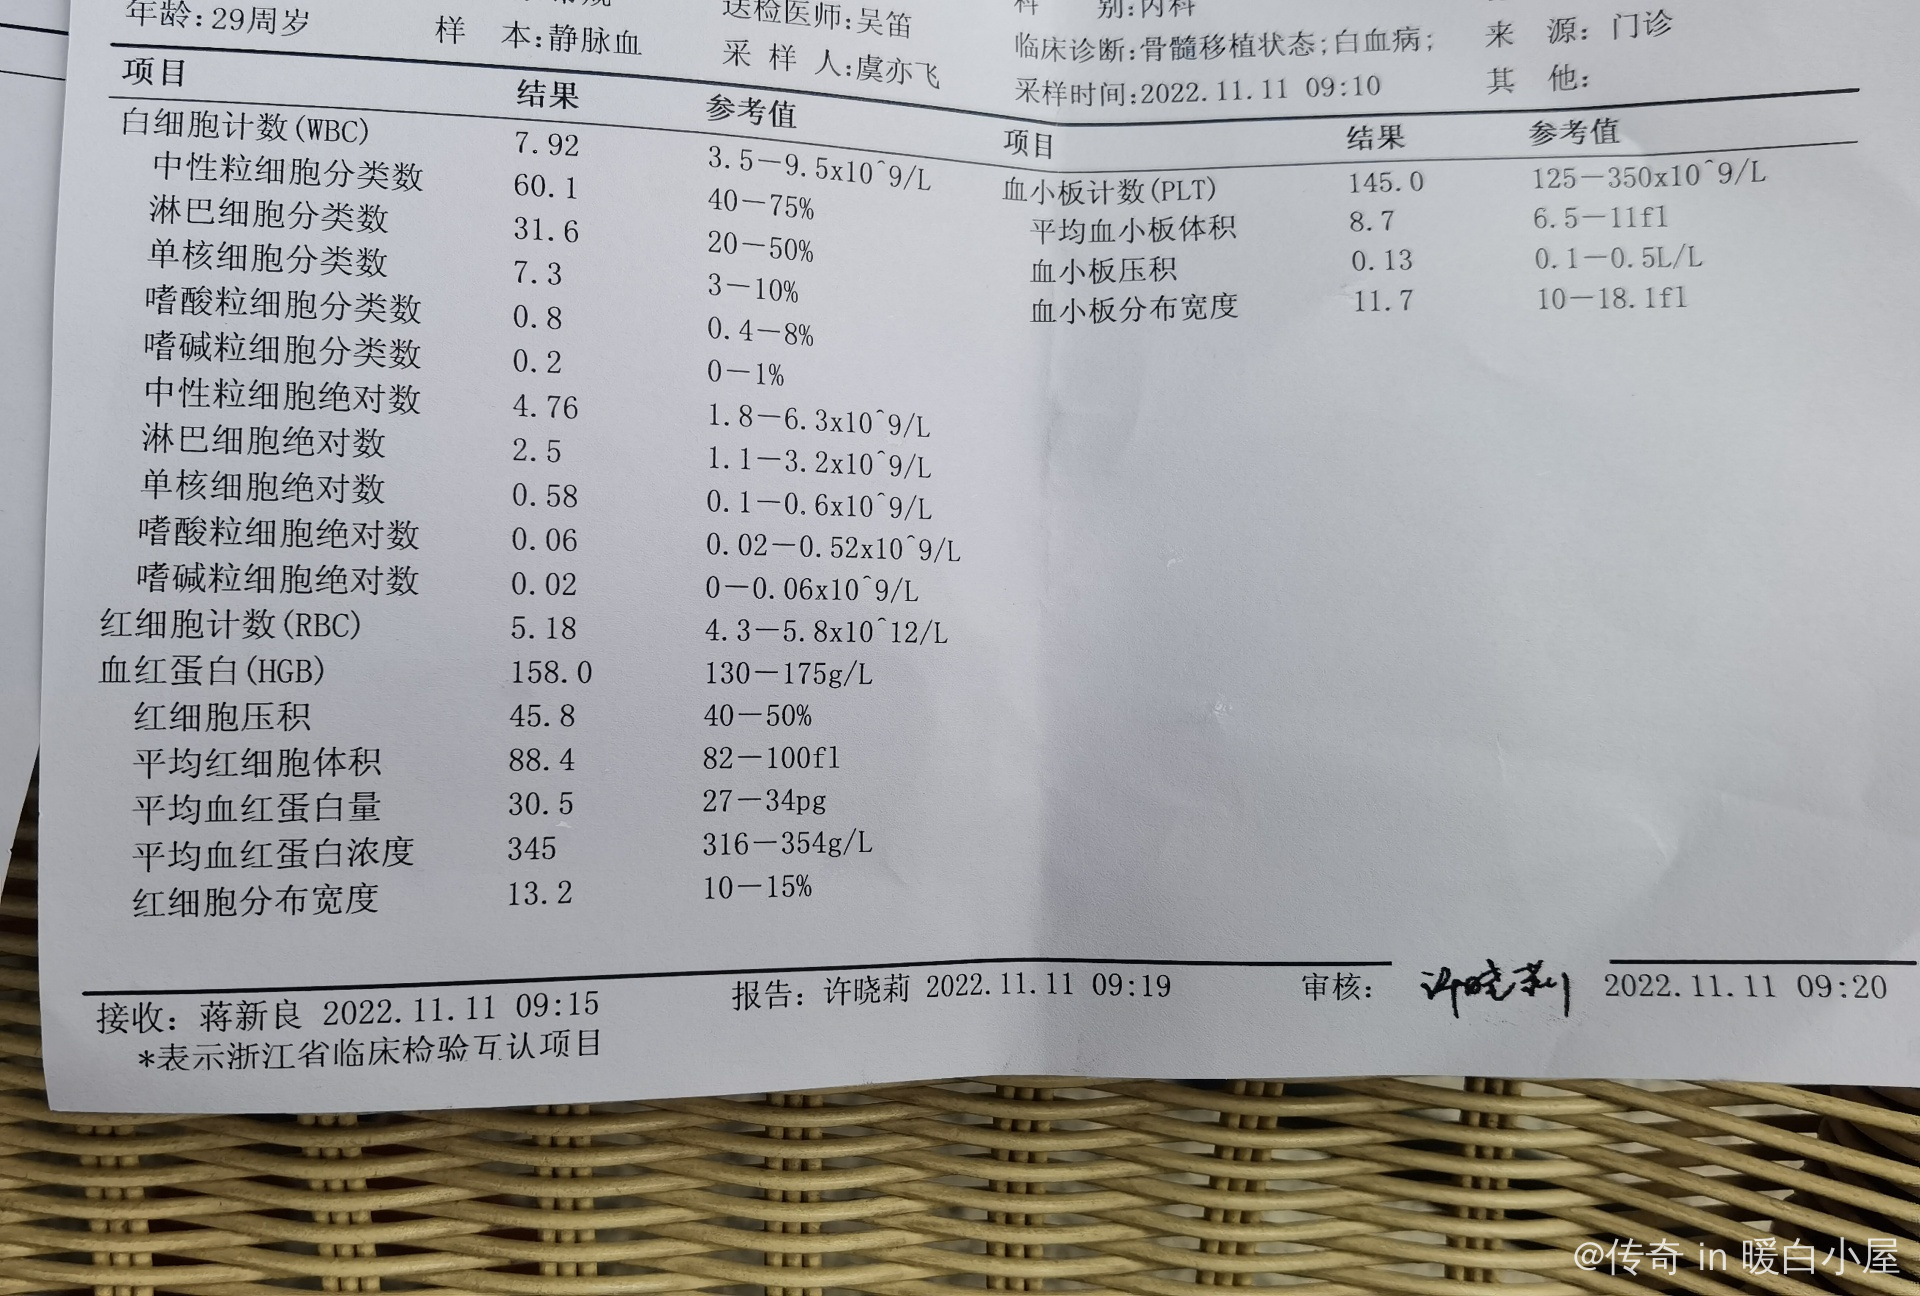 年龄:29周岁 样 本:静脉血 送检医师:吴笛 科 别:内科
采 样 人:虞亦飞 临床诊断:骨髓移植状态;白血病; 来 源: 门诊
采样时间:2022.11.11 09:10 其 他:
项目 结果 参考值
白细胞计数(WBC) 7.92 3.5—9.5x10^9/L
中性粒细胞分类数 60.1 40—75%
淋巴细胞分类数 31.6 20—50%
单核细胞分类数 7.3 3—10%
嗜酸粒细胞分类数 0.8 0.4—8%
嗜碱粒细胞分类数 0.2 0—1%
中性粒细胞绝对数 4.76 1.8—6.3x10^9/L
淋巴细胞绝对数 2.5 1.1—3.2x10^9/L
单核细胞绝对数 0.58 0.1—0.6x10^9/L
嗜酸粒细胞绝对数 0.06 0.02—0.52x10^9/L
嗜碱粒细胞绝对数 0.02 0—0.06x10^9/L
红细胞计数(RBC) 5.18 4.3—5.8x10^12/L
血红蛋白(HGB) 158.0 130—175g/L
红细胞压积 45.8 40—50%
平均红细胞体积 88.4 82—100fl
平均血红蛋白量 30.5 27—34pg
平均血红蛋白浓度 345 316—354g/L
红细胞分布宽度 13.2 10—15%
项目 结果 参考值
血小板计数(PLT) 145.0 125—350x10^9/L
平均血小板体积 8.7 6.5—11fl
血小板压积 0.13 0.1—0.5L/L
血小板分布宽度 11.7 10—18.1fl
接收: 蒋新良 2022.11.11 09:15 报告: 许晓莉 2022.11.11 09:19 审核: 许晓莉 2022.11.11 09:20
*表示浙江省临床检验互认项目
@传奇 in 暖白小屋